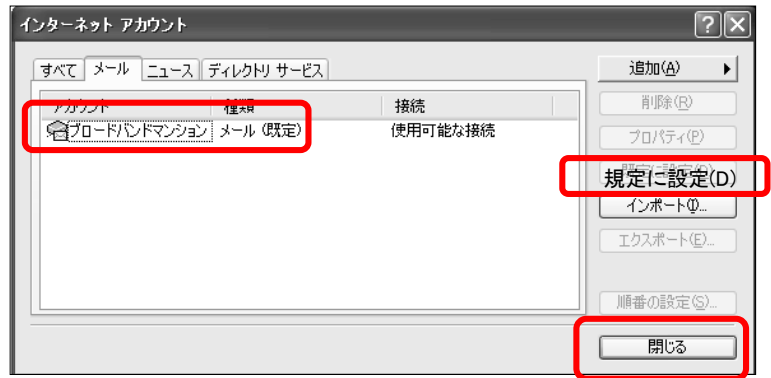 インターネット アカウント
すべて メール ニュース ディレクトリ サービス
追加(A)
アカウント 種類 接続
削除(R)
ブロードバンドマンション メール (既定) 使用可能な接続
プロパティ(P)
規定に設定(D)
インポート(I)...
エクスポート(E)...
順番の設定(S)...
閉じる